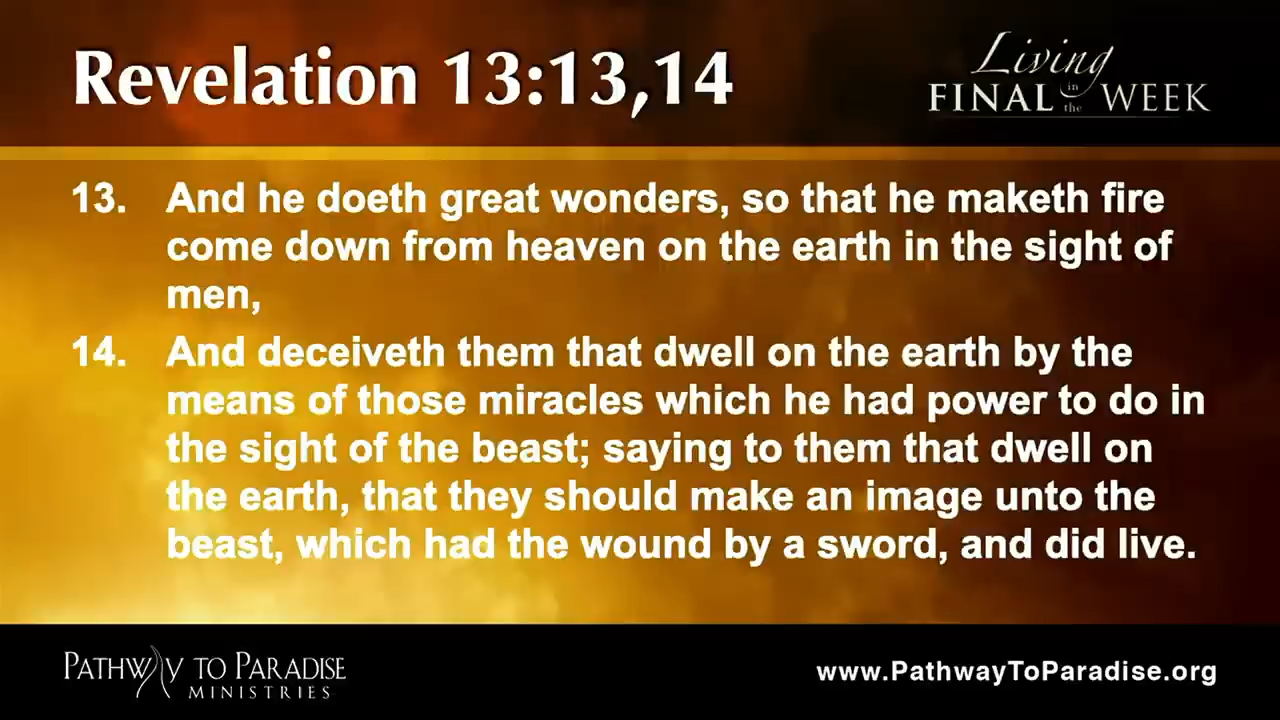 Revelation 13:13,14
Living
in
FINAL the WEEK
13. And he doeth great wonders, so that he maketh fire
come down from heaven on the earth in the sight of
men,
14. And deceiveth them that dwell on the earth by the
means of those miracles which he had power to do in
the sight of the beast; saying to them that dwell on
the earth, that they should make an image unto the
beast, which had the wound by a sword, and did live.
PATHWAY TO PARADISE
MINISTRIES
www.PathwayToParadise.org